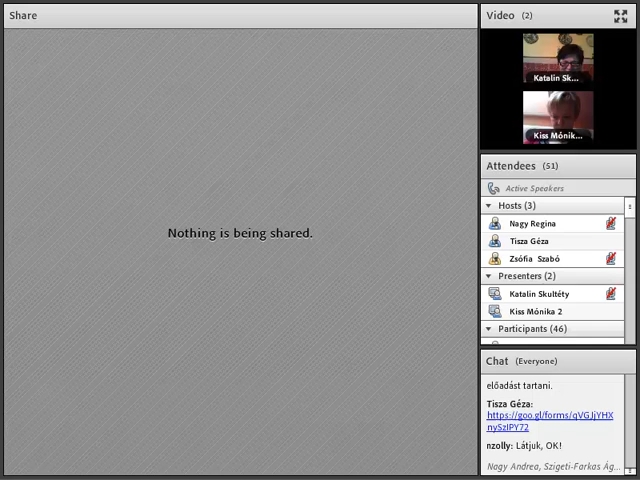 Share
Nothing is being shared.
Video (2)
Katalin Sk...
Kiss Mónik...
Attendees (51)
Active Speakers
Hosts (3)
Nagy Regina
Tisza Géza
Zsófia Szabó
Presenters (2)
Katalin Skultéty
Kiss Mónika 2
Participants (46)
Chat (Everyone)
előadást tartani.
Tisza Géza:
https://goo.gl/forms/qVGJjYHX
nySzIPY72
nzolly: Látjuk, OK!
Nagy Andrea, Szigeti-Farkas Ág...